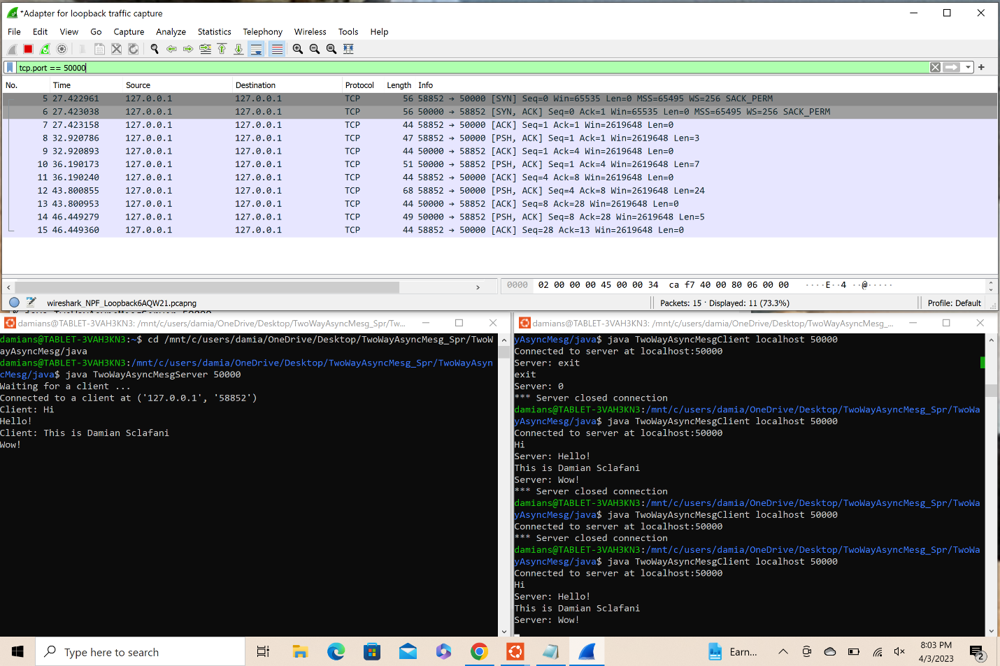 *Adapter for loopback traffic capture
File Edit View Go Capture Analyze Statistics Telephony Wireless Tools Help
tcp.port == 50000
No. Time Source Destination Protocol Length Info
5 27.422961 127.0.0.1 127.0.0.1 TCP 56 58852 → 50000 [SYN] Seq=0 Win=65535 Len=0 MSS=65495 WS=256 SACK_PERM
6 27.423038 127.0.0.1 127.0.0.1 TCP 56 50000 → 58852 [SYN, ACK] Seq=0 Ack=1 Win=65535 Len=0 MSS=65495 WS=256 SACK_PERM
7 27.423158 127.0.0.1 127.0.0.1 TCP 44 58852 → 50000 [ACK] Seq=1 Ack=1 Win=2619648 Len=0
8 32.920786 127.0.0.1 127.0.0.1 TCP 47 58852 → 50000 [PSH, ACK] Seq=1 Ack=1 Win=2619648 Len=3
9 32.920893 127.0.0.1 127.0.0.1 TCP 44 50000 → 58852 [ACK] Seq=1 Ack=4 Win=2619648 Len=0
10 36.190173 127.0.0.1 127.0.0.1 TCP 51 50000 → 58852 [PSH, ACK] Seq=1 Ack=4 Win=2619648 Len=7
11 36.190240 127.0.0.1 127.0.0.1 TCP 44 58852 → 50000 [ACK] Seq=4 Ack=8 Win=2619648 Len=0
12 43.800855 127.0.0.1 127.0.0.1 TCP 68 58852 → 50000 [PSH, ACK] Seq=4 Ack=8 Win=2619648 Len=24
13 43.800953 127.0.0.1 127.0.0.1 TCP 44 50000 → 58852 [ACK] Seq=8 Ack=28 Win=2619648 Len=0
14 46.449279 127.0.0.1 127.0.0.1 TCP 49 50000 → 58852 [PSH, ACK] Seq=8 Ack=28 Win=2619648 Len=5
15 46.449360 127.0.0.1 127.0.0.1 TCP 44 58852 → 50000 [ACK] Seq=28 Ack=13 Win=2619648 Len=0
0000 02 00 00 00 45 00 00 34 ca f7 40 00 80 06 00 00 ····E··4 ··@·····
wireshark_NPF_Loopback6AQW21.pcapng Packets: 15 · Displayed: 11 (73.3%) Profile: Default
damians@TABLET-3VAH3KN3: /mnt/c/users/damia/OneDrive/Desktop/TwoWayAsyncMesg_Spr/Tw...
damians@TABLET-3VAH3KN3:~$ cd /mnt/c/users/damia/OneDrive/Desktop/TwoWayAsyncMesg_Spr/TwoW
ayAsyncMesg/java
damians@TABLET-3VAH3KN3:/mnt/c/users/damia/OneDrive/Desktop/TwoWayAsyncMesg_Spr/TwoWayAsyn
cMesg/java$ java TwoWayAsyncMesgServer 50000
Waiting for a client ...
Connected to a client at ('127.0.0.1', '58852')
Client: Hi
Hello!
Client: This is Damian Sclafani
Wow!
damians@TABLET-3VAH3KN3: /mnt/c/users/damia/OneDrive/Desktop/TwoWayAsyncMesg_...
yAsyncMesg/java$ java TwoWayAsyncMesgClient localhost 50000
Connected to server at localhost:50000
Server: exit
exit
Server: 0
*** Server closed connection
damians@TABLET-3VAH3KN3:/mnt/c/users/damia/OneDrive/Desktop/TwoWayAsyncMesg_Spr/TwoWa
yAsyncMesg/java$ java TwoWayAsyncMesgClient localhost 50000
Connected to server at localhost:50000
Hi
Server: Hello!
This is Damian Sclafani
Server: Wow!
*** Server closed connection
damians@TABLET-3VAH3KN3:/mnt/c/users/damia/OneDrive/Desktop/TwoWayAsyncMesg_Spr/TwoWa
yAsyncMesg/java$ java TwoWayAsyncMesgClient localhost 50000
Connected to server at localhost:50000
*** Server closed connection
damians@TABLET-3VAH3KN3:/mnt/c/users/damia/OneDrive/Desktop/TwoWayAsyncMesg_Spr/TwoWa
yAsyncMesg/java$ java TwoWayAsyncMesgClient localhost 50000
Connected to server at localhost:50000
Hi
Server: Hello!
This is Damian Sclafani
Server: Wow!
Type here to search
Earn...
8:03 PM
4/3/2023
2